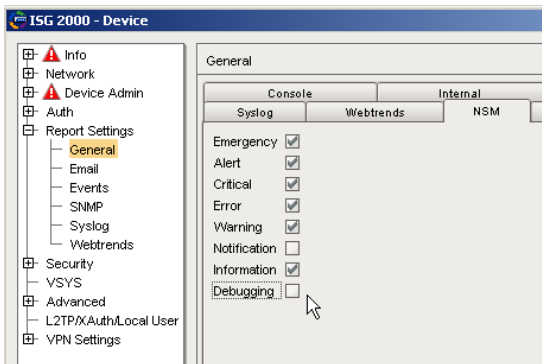 ISG 2000 - Device
Info
Network
Device Admin
Auth
Report Settings
General
Email
Events
SNMP
Syslog
Webtrends
Security
VSYS
Advanced
L2TP/XAuth/Local User
VPN Settings
General
Console Internal
Syslog Webtrends NSM
Emergency
Alert
Critical
Error
Warning
Notification
Information
Debugging